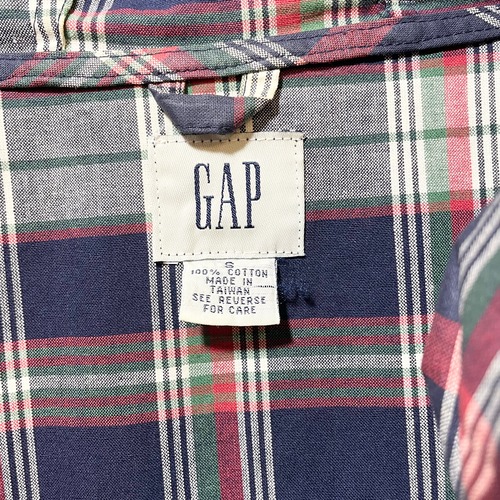 GAP
S
100% COTTON
MADE IN
TAIWAN
SEE REVERSE
FOR CARE